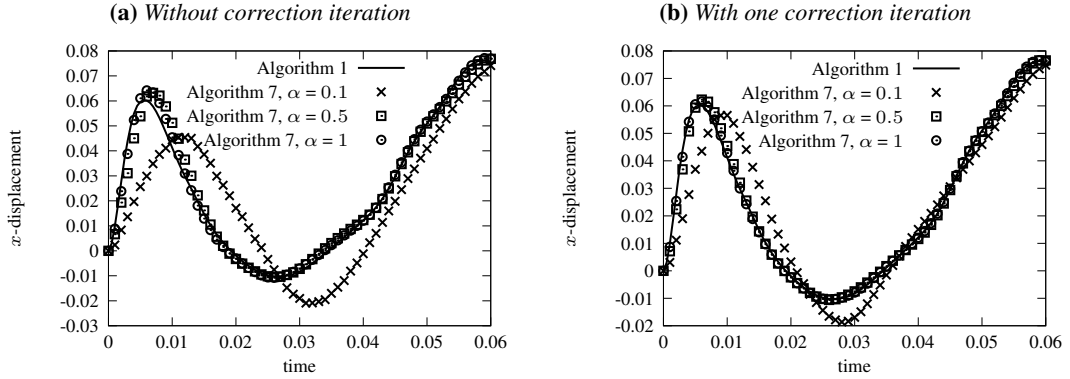 (a) Without correction iteration
x-displacement
0.08
0.07
0.06
0.05
0.04
0.03
0.02
0.01
0
-0.01
-0.02
-0.03
Algorithm 1
Algorithm 7, α = 0.1
Algorithm 7, α = 0.5
Algorithm 7, α = 1
0 0.01 0.02 0.03 0.04 0.05 0.06
time
(b) With one correction iteration
x-displacement
0.08
0.07
0.06
0.05
0.04
0.03
0.02
0.01
0
-0.01
-0.02
Algorithm 1
Algorithm 7, α = 0.1
Algorithm 7, α = 0.5
Algorithm 7, α = 1
0 0.01 0.02 0.03 0.04 0.05 0.06
time